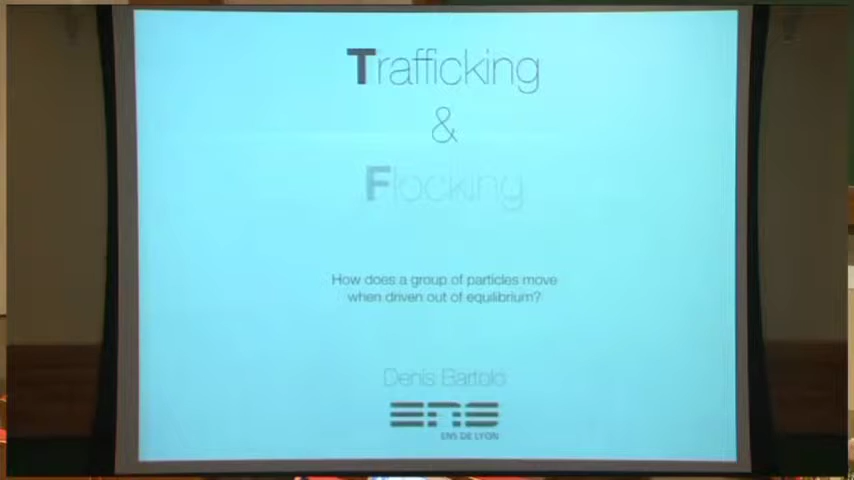 Trafficking
&
Flocking
How does a group of particles move
when driven out of equilibrium?
Denis Bartolo
ENS
ENS DE LYON